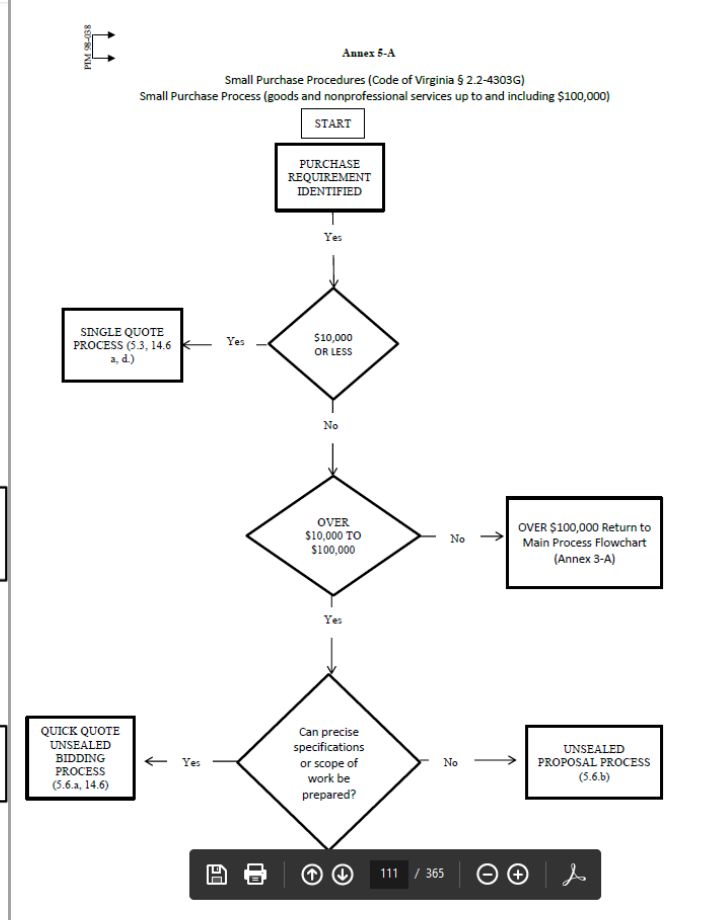 PIM 98-038
Annex 5-A
Small Purchase Procedures (Code of Virginia § 2.2-4303G)
Small Purchase Process (goods and nonprofessional services up to and including $100,000)
START
PURCHASE
REQUIREMENT
IDENTIFIED
Yes
$10,000
OR LESS
Yes
SINGLE QUOTE
PROCESS (5.3, 14.6
a, d.)
No
OVER
$10,000 TO
$100,000
No
OVER $100,000 Return to
Main Process Flowchart
(Annex 3-A)
Yes
Can precise
specifications
or scope of
work be
prepared?
Yes
QUICK QUOTE
UNSEALED
BIDDING
PROCESS
(5.6.a, 14.6)
No
UNSEALED
PROPOSAL PROCESS
(5.6.b)
111 / 365